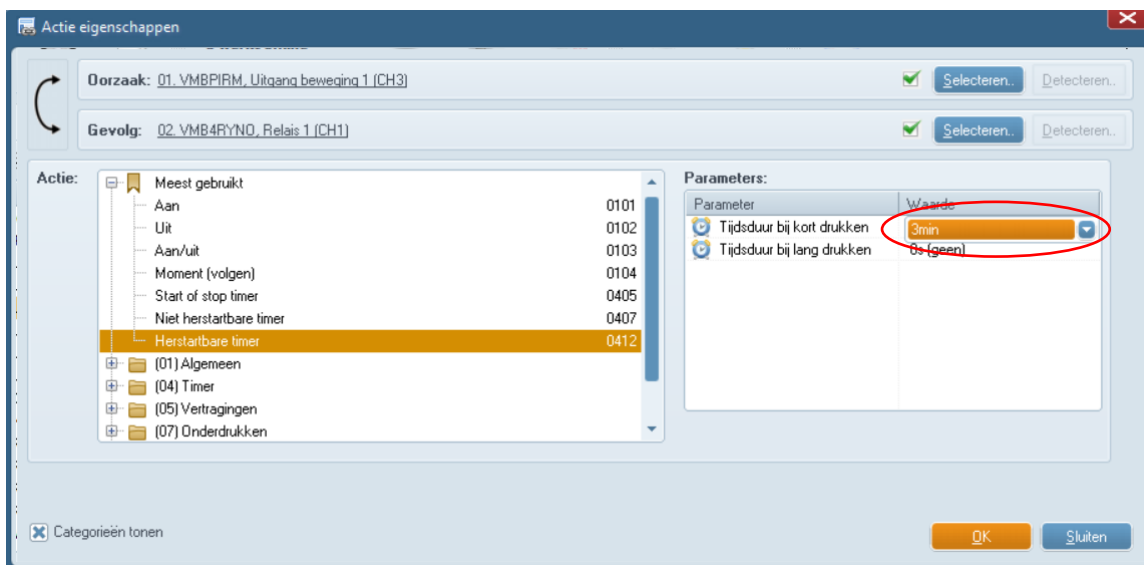 Actie eigenschappen
Oorzaak: 01. VMBPIRM, Uitgang beweging 1 (CH3)
Selecteren..
Detecteren..
Gevolg: 02. VMB4RYNO, Relais 1 (CH1)
Selecteren..
Detecteren..
Actie:
Meest gebruikt
Aan 0101
Uit 0102
Aan/uit 0103
Moment (volgen) 0104
Start of stop timer 0405
Niet herstartbare timer 0407
Herstartbare timer 0412
(01) Algemeen
(04) Timer
(05) Vertragingen
(07) Onderdrukken
Parameters:
Parameter Waarde
Tijdsduur bij kort drukken 3min
Tijdsduur bij lang drukken 0s (geen)
Categorieën tonen
OK
Sluiten